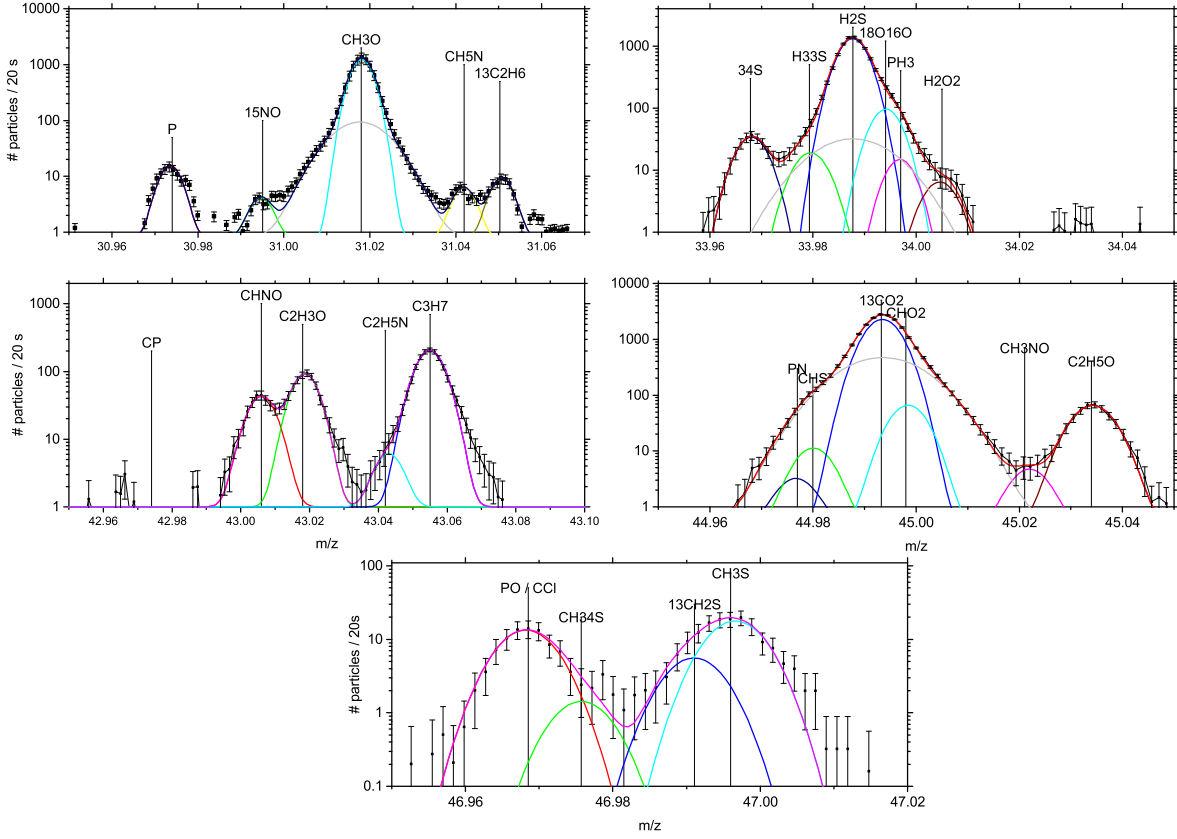 10000
1000
100
10
1
# particles / 20 s
P
15NO
CH3O
CH5N
13C2H6
30.96 30.98 31.00 31.02 31.04 31.06
1000
100
10
1
34S
H33S
H2S
18O16O
PH3
H2O2
33.96 33.98 34.00 34.02 34.04
1000
100
10
1
# particles / 20 s
CP
CHNO
C2H3O
C2H5N
C3H7
42.96 42.98 43.00 43.02 43.04 43.06 43.08 43.10
m/z
10000
1000
100
10
1
PN
CHS
13CO2
CHO2
CH3NO
C2H5O
44.96 44.98 45.00 45.02 45.04
m/z
100
10
1
0.1
# particles / 20s
PO / CCl
CH34S
13CH2S
CH3S
46.96 46.98 47.00 47.02
m/z